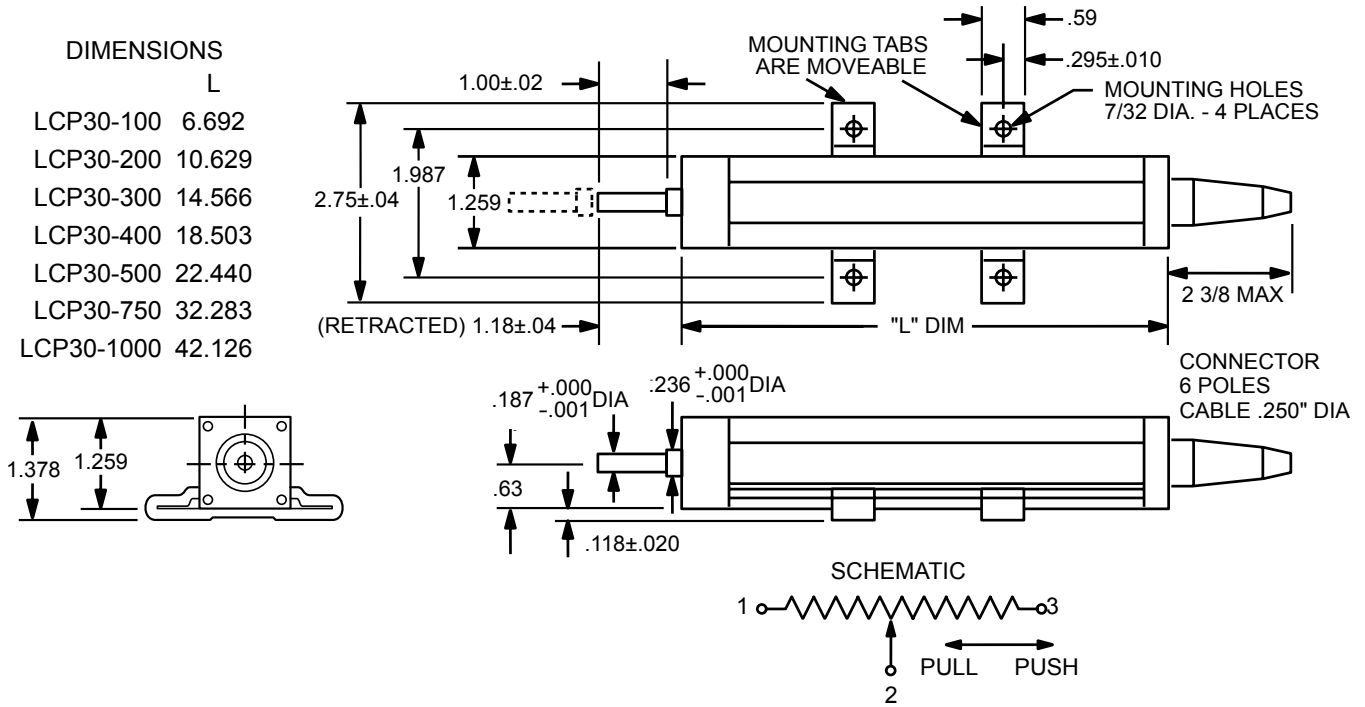 DIMENSIONS
L
LCP30-100 6.692
LCP30-200 10.629
LCP30-300 14.566
LCP30-400 18.503
LCP30-500 22.440
LCP30-750 32.283
LCP30-1000 42.126
.59
MOUNTING TABS
ARE MOVEABLE
.295±.010
1.00±.02
MOUNTING HOLES
7/32 DIA. - 4 PLACES
1.987
2.75±.04
1.259
2 3/8 MAX
(RETRACTED) 1.18±.04
"L" DIM
CONNECTOR
6 POLES
CABLE .250" DIA
.187 +.000 -.001 DIA
.236 +.000 -.001 DIA
1.378
1.259
.63
.118±.020
SCHEMATIC
1
3
PULL PUSH
2